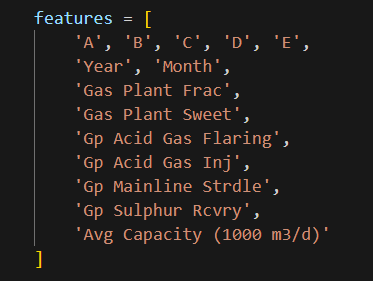 features = [
'A', 'B', 'C', 'D', 'E',
'Year', 'Month',
'Gas Plant Frac',
'Gas Plant Sweet',
'Gp Acid Gas Flaring',
'Gp Acid Gas Inj',
'Gp Mainline Strdle',
'Gp Sulphur Rcvry',
'Avg Capacity (1000 m3/d)'
]